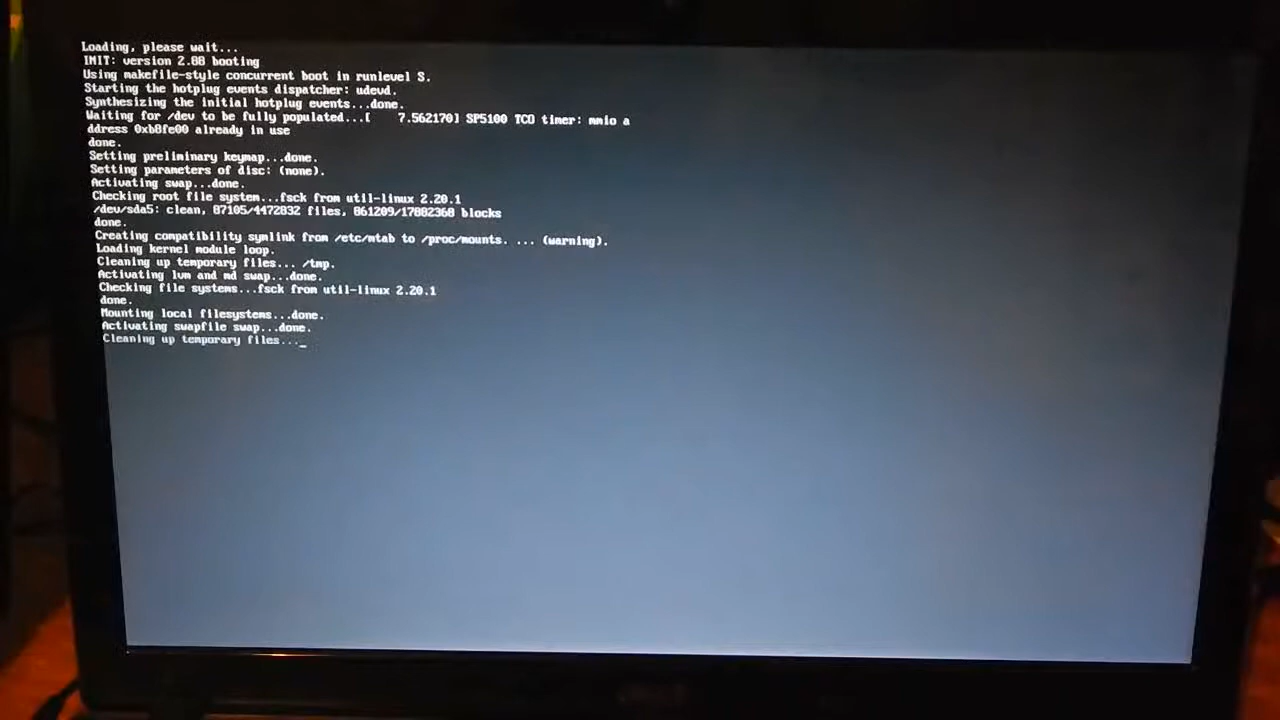 Loading, please wait...
INIT: version 2.88 booting
Using makefile-style concurrent boot in runlevel S.
Starting the hotplug events dispatcher: udevd.
Synthesizing the initial hotplug events...done.
Waiting for /dev to be fully populated...[    7.562170] SP5100 TCO timer: mmio a
ddress 0xb8fe00 already in use
done.
Setting preliminary keymap...done.
Setting parameters of disc: (none).
Activating swap...done.
Checking root file system...fsck from util-linux 2.20.1
/dev/sda5: clean, 87105/4472832 files, 861209/17882368 blocks
done.
Creating compatibility symlink from /etc/mtab to /proc/mounts. ... (warning).
Loading kernel module loop.
Cleaning up temporary files... /tmp.
Activating lvm and md swap...done.
Checking file systems...fsck from util-linux 2.20.1
done.
Mounting local filesystems...done.
Activating swapfile swap...done.
Cleaning up temporary files..._